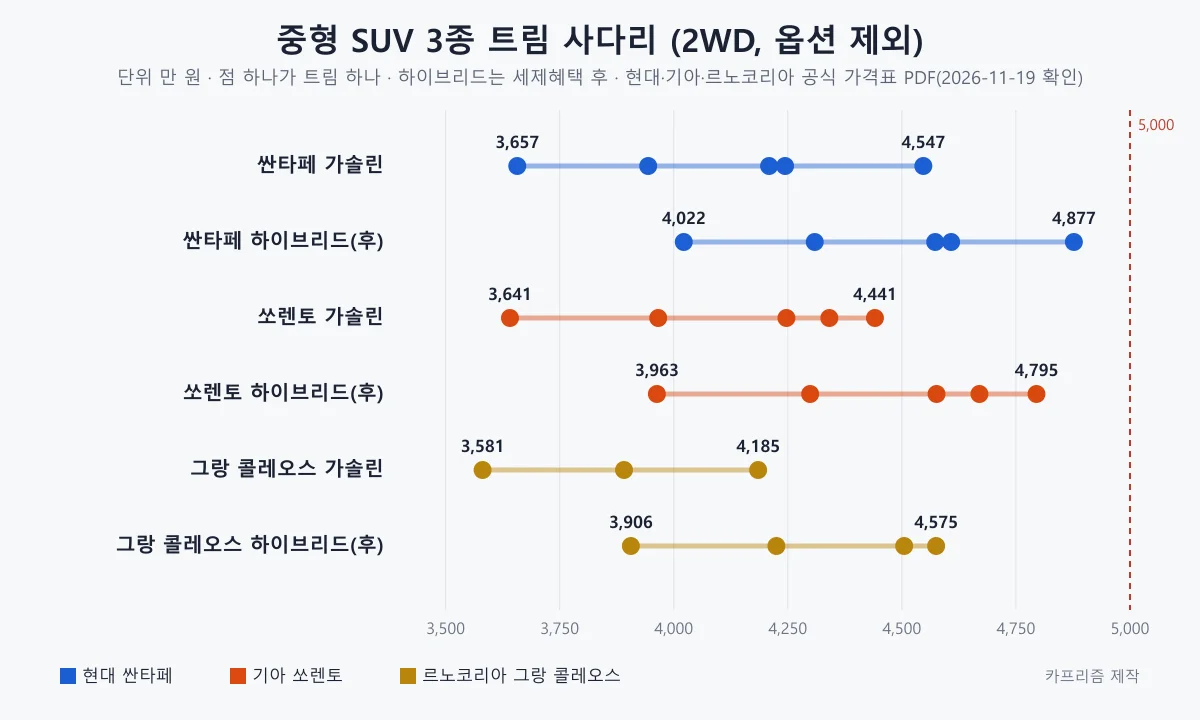 중형 SUV 3종 트림 사다리 (2WD, 옵션 제외)
단위 만 원 · 점 하나가 트림 하나 · 하이브리드는 세제혜택 후 · 현대·기아·르노코리아 공식 가격표 PDF(2026-11-19 확인)
5,000
싼타페 가솔린 3,657 4,547
싼타페 하이브리드(후) 4,022 4,877
쏘렌토 가솔린 3,641 4,441
쏘렌토 하이브리드(후) 3,963 4,795
그랑 콜레오스 가솔린 3,581 4,185
그랑 콜레오스 하이브리드(후) 3,906 4,575
3,500 3,750 4,000 4,250 4,500 4,750 5,000
현대 싼타페 기아 쏘렌토 르노코리아 그랑 콜레오스 카프리즘 제작